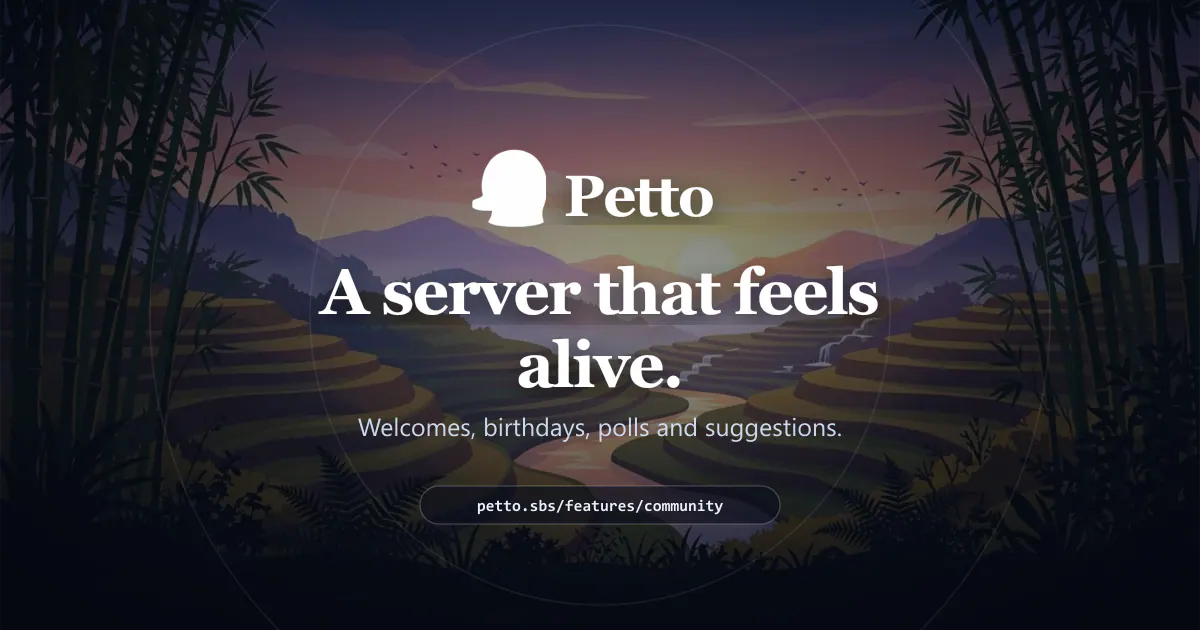 Petto
A server that feels
alive.
Welcomes, birthdays, polls and suggestions.
petto.sbs/features/community